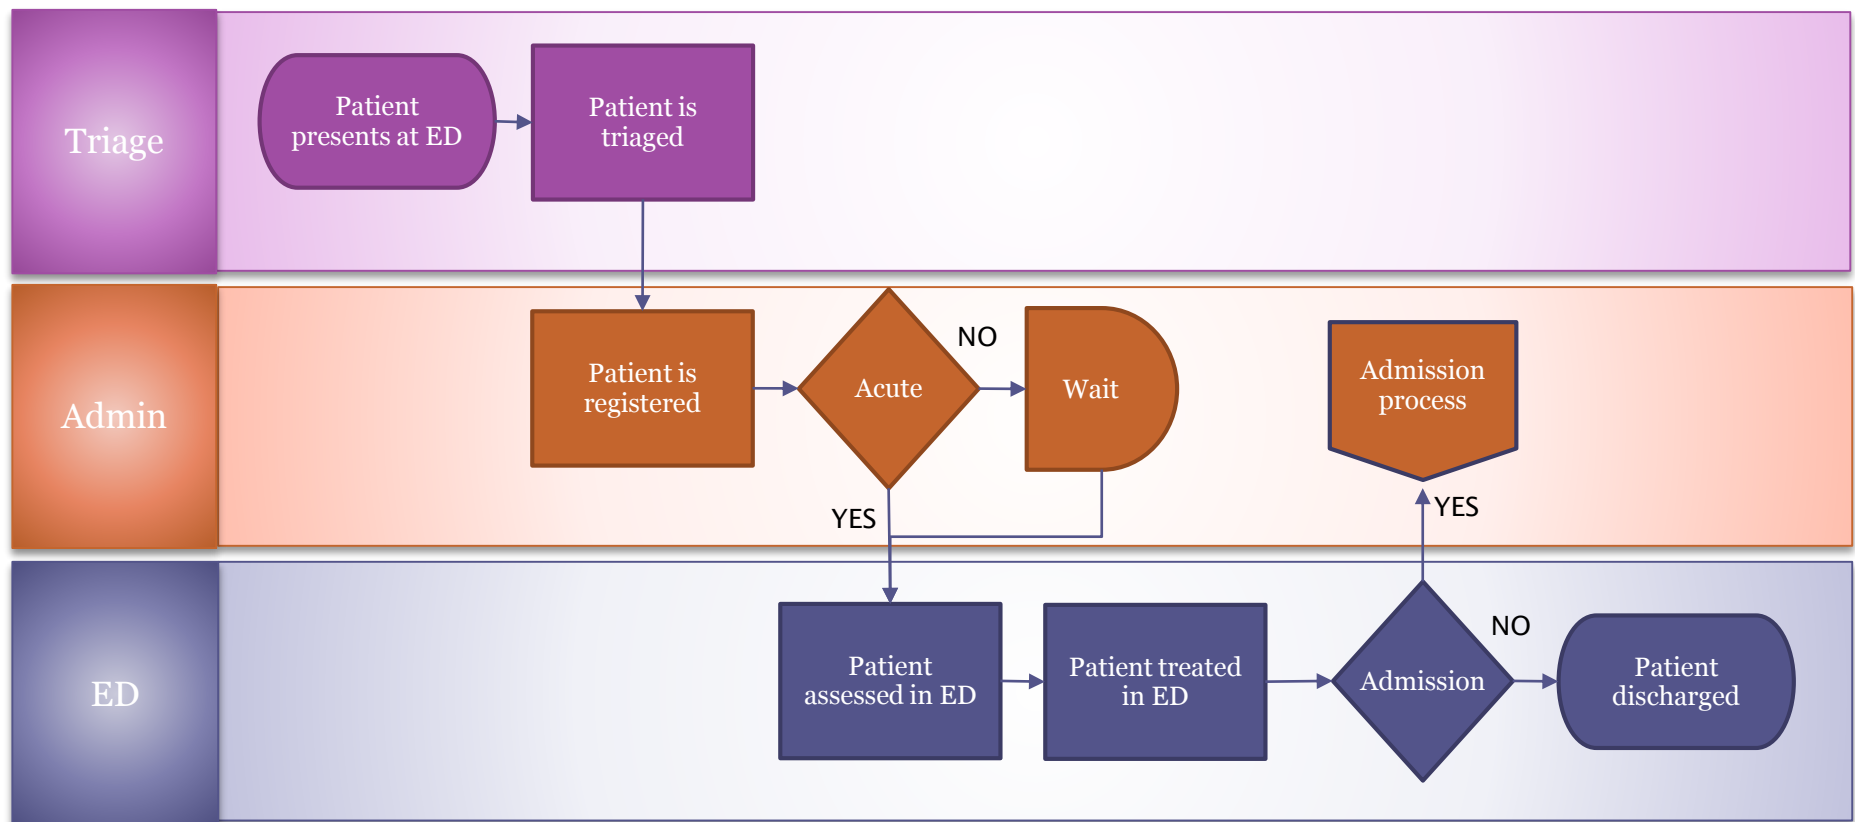 Triage
Patient
presents at ED
Patient is
triaged
Admin
Patient is
registered
Acute
NO
Wait
YES
Admission
process
YES
ED
Patient
assessed in ED
Patient treated
in ED
Admission
NO
Patient
discharged